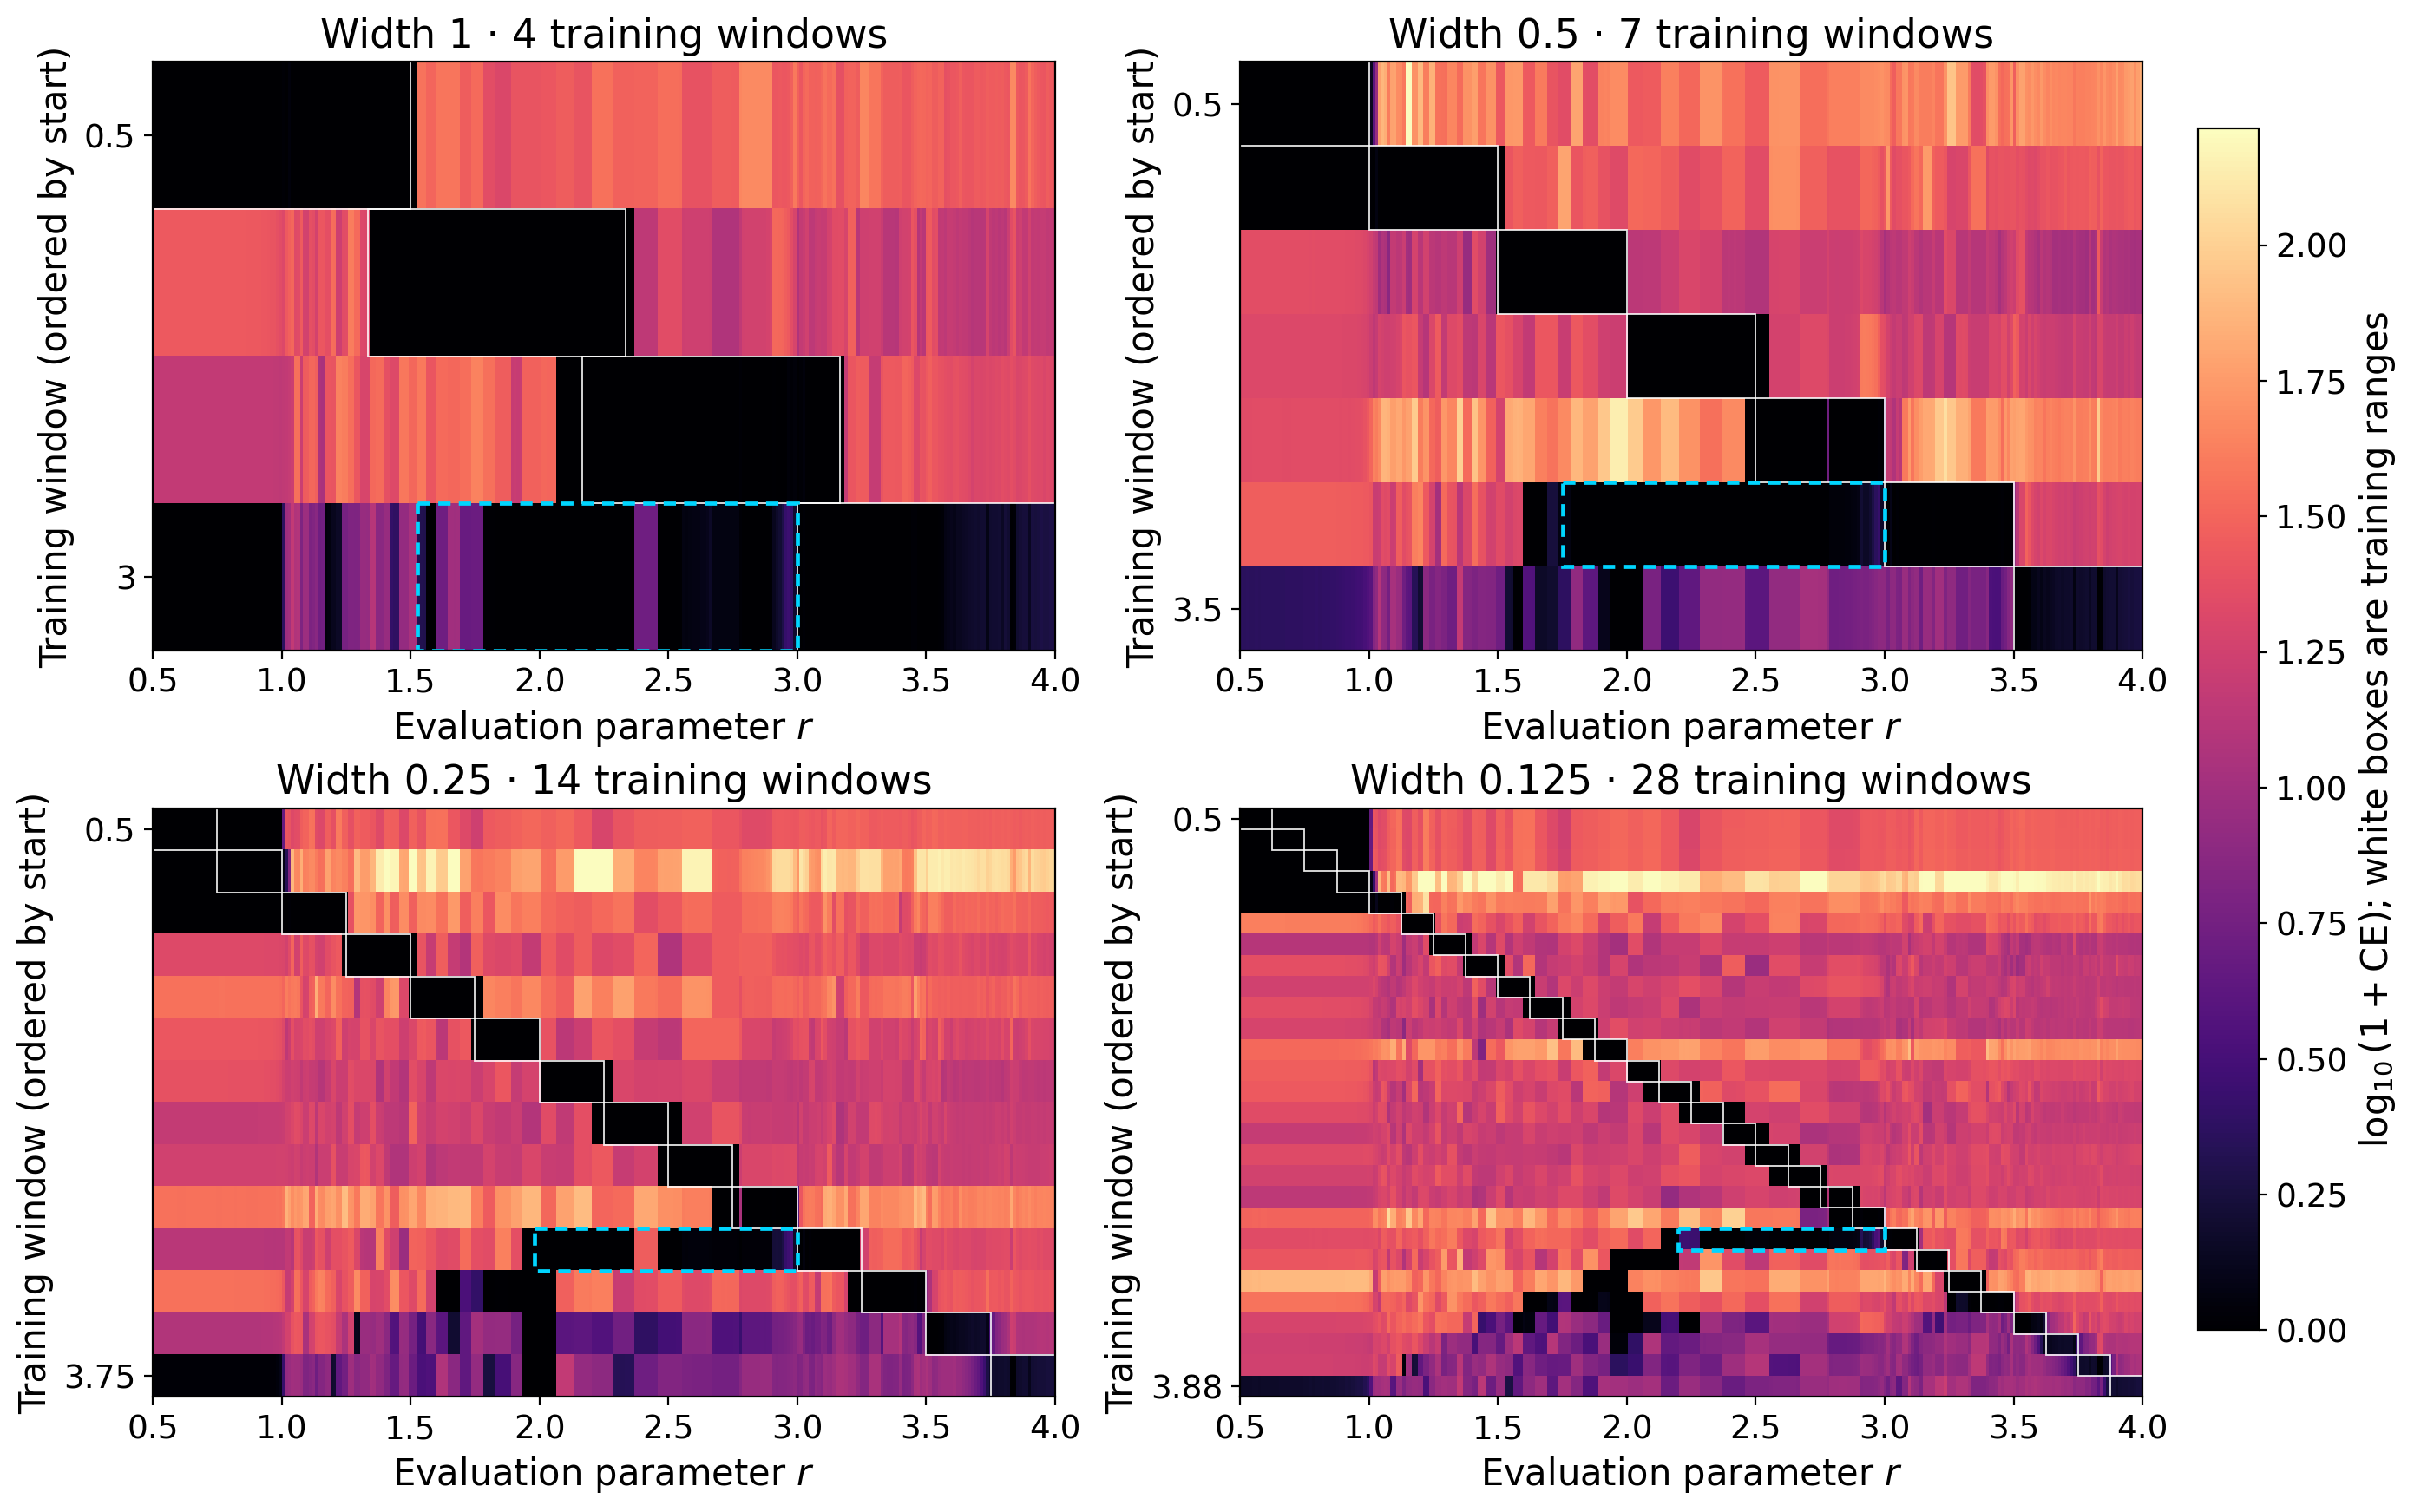 Width 1 · 4 training windows
Training window (ordered by start)
0.5
3
0.5 1.0 1.5 2.0 2.5 3.0 3.5 4.0
Evaluation parameter r
Width 0.5 · 7 training windows
Training window (ordered by start)
0.5
3.5
0.5 1.0 1.5 2.0 2.5 3.0 3.5 4.0
Evaluation parameter r
Width 0.25 · 14 training windows
Training window (ordered by start)
0.5
3.75
0.5 1.0 1.5 2.0 2.5 3.0 3.5 4.0
Evaluation parameter r
Width 0.125 · 28 training windows
Training window (ordered by start)
0.5
3.88
0.5 1.0 1.5 2.0 2.5 3.0 3.5 4.0
Evaluation parameter r
2.00
1.75
1.50
1.25
1.00
0.75
0.50
0.25
0.00
log₁₀(1 + CE); white boxes are training ranges